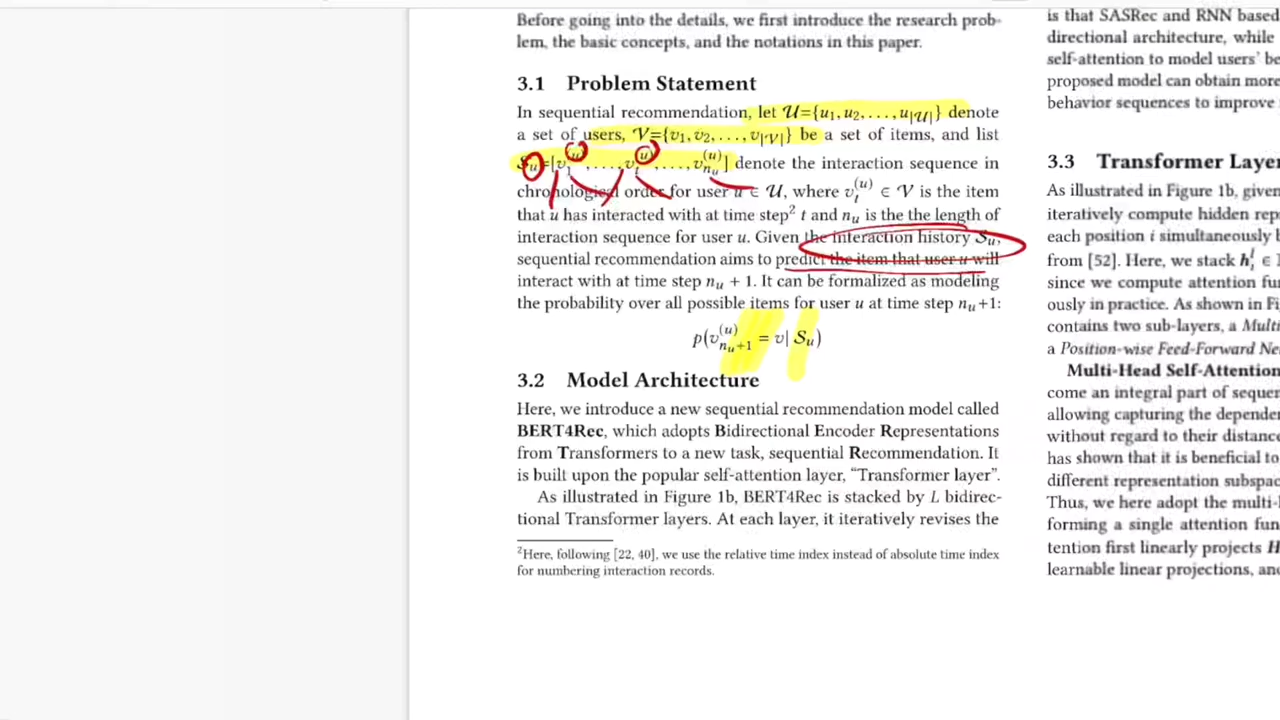 Before going into the details, we first introduce the research prob-
lem, the basic concepts, and the notations in this paper.
3.1 Problem Statement
In sequential recommendation, let 𝒰={u₁, u₂, . . . , u|𝒰|} denote
a set of users, 𝒱={v₁, v₂, . . . , v|𝒱|} be a set of items, and list
𝒮ᵤ=[v₁^(u), . . . , vₜ^(u), . . . , v_{nᵤ}^(u)] denote the interaction sequence in
chronological order for user u ∈ 𝒰, where vₜ^(u) ∈ 𝒱 is the item
that u has interacted with at time step² t and nᵤ is the the length of
interaction sequence for user u. Given the interaction history 𝒮ᵤ,
sequential recommendation aims to predict the item that user u will
interact with at time step nᵤ + 1. It can be formalized as modeling
the probability over all possible items for user u at time step nᵤ+1:
p(v_{nᵤ+1}^(u) = v| 𝒮ᵤ)
3.2 Model Architecture
Here, we introduce a new sequential recommendation model called
BERT4Rec, which adopts Bidirectional Encoder Representations
from Transformers to a new task, sequential Recommendation. It
is built upon the popular self-attention layer, “Transformer layer”.
As illustrated in Figure 1b, BERT4Rec is stacked by L bidirec-
tional Transformer layers. At each layer, it iteratively revises the
²Here, following [22, 40], we use the relative time index instead of absolute time index
for numbering interaction records.
is that SASRec and RNN based
directional architecture, while
self-attention to model users' be
proposed model can obtain more
behavior sequences to improve
3.3 Transformer Layer
As illustrated in Figure 1b, given
iteratively compute hidden rep
each position i simultaneously b
from [52]. Here, we stack hᵢˡ ∈
since we compute attention fu
ously in practice. As shown in Fi
contains two sub-layers, a Multi
a Position-wise Feed-Forward Ne
Multi-Head Self-Attention
come an integral part of sequen
allowing capturing the depende
without regard to their distanc
has shown that it is beneficial to
different representation subspac
Thus, we here adopt the multi-
forming a single attention fun
tention first linearly projects H
learnable linear projections, and